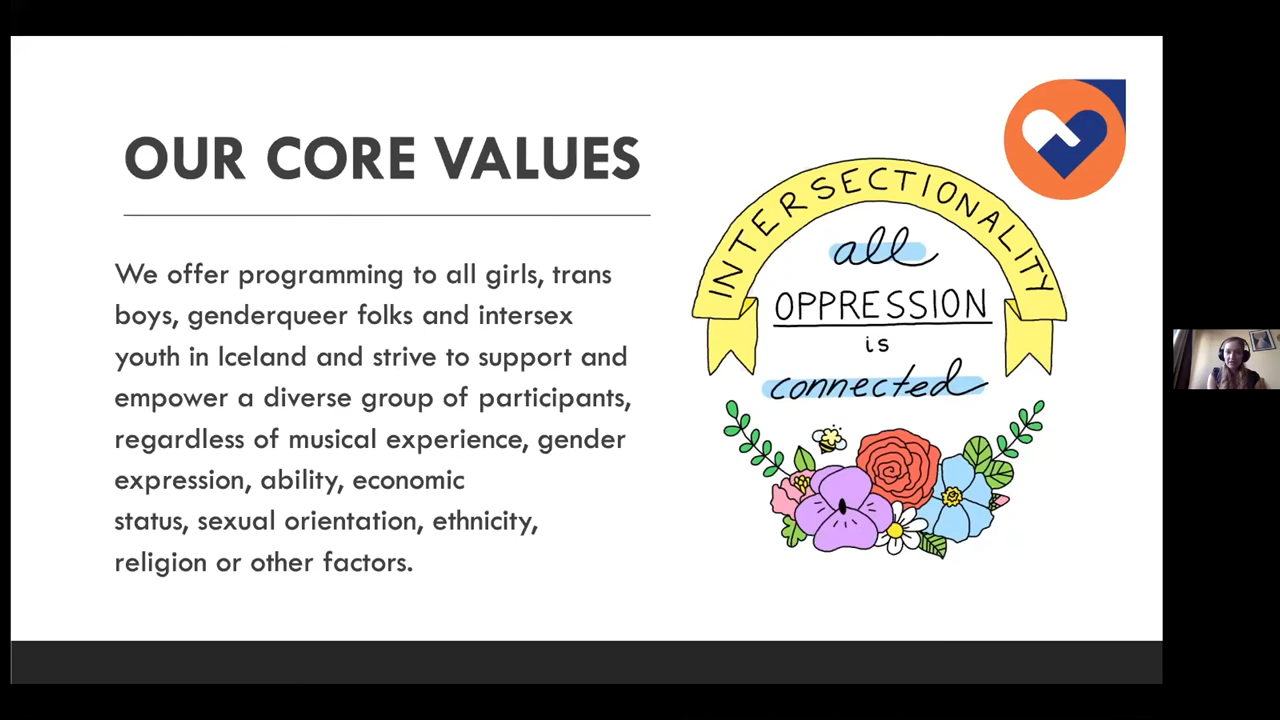 OUR CORE VALUES
We offer programming to all girls, trans
boys, genderqueer folks and intersex
youth in Iceland and strive to support and
empower a diverse group of participants,
regardless of musical experience, gender
expression, ability, economic
status, sexual orientation, ethnicity,
religion or other factors.
INTERSECTIONALITY
all
OPPRESSION
is
connected